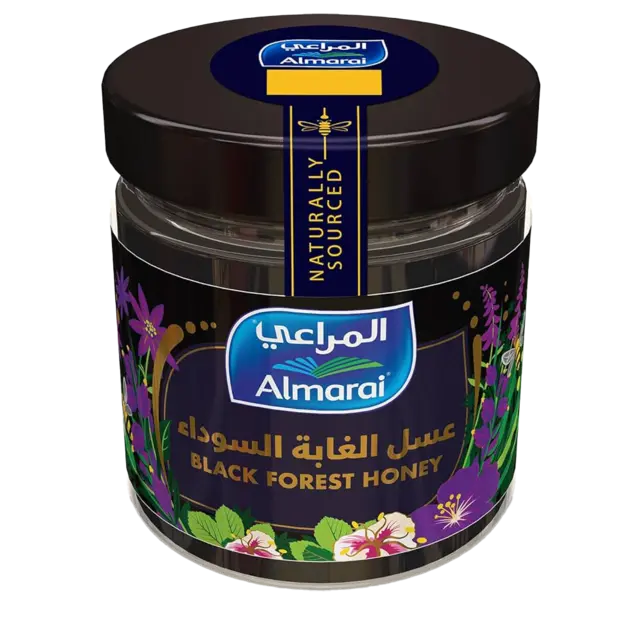 المراعي
Almarai
NATURALLY
SOURCED
المراعي
Almarai
عسل الغابة السوداء
BLACK FOREST HONEY